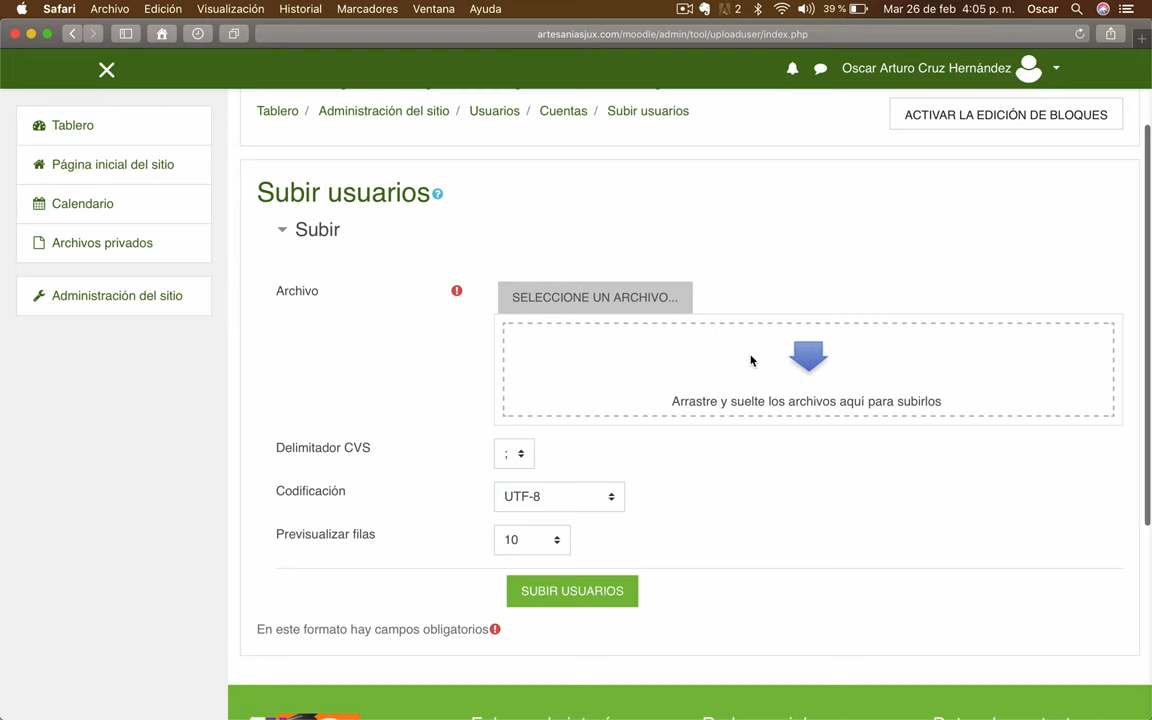 Safari Archivo Edición Visualización Historial Marcadores Ventana Ayuda 2 39 % Mar 26 de feb 4:05 p. m. Oscar
artesaniasjux.com/moodle/admin/tool/uploaduser/index.php
Oscar Arturo Cruz Hernández
Tablero / Administración del sitio / Usuarios / Cuentas / Subir usuarios
ACTIVAR LA EDICIÓN DE BLOQUES
Tablero
Página inicial del sitio
Calendario
Archivos privados
Administración del sitio
Subir usuarios
Subir
Archivo
SELECCIONE UN ARCHIVO...
Arrastre y suelte los archivos aquí para subirlos
Delimitador CVS ;
Codificación UTF-8
Previsualizar filas 10
SUBIR USUARIOS
En este formato hay campos obligatorios